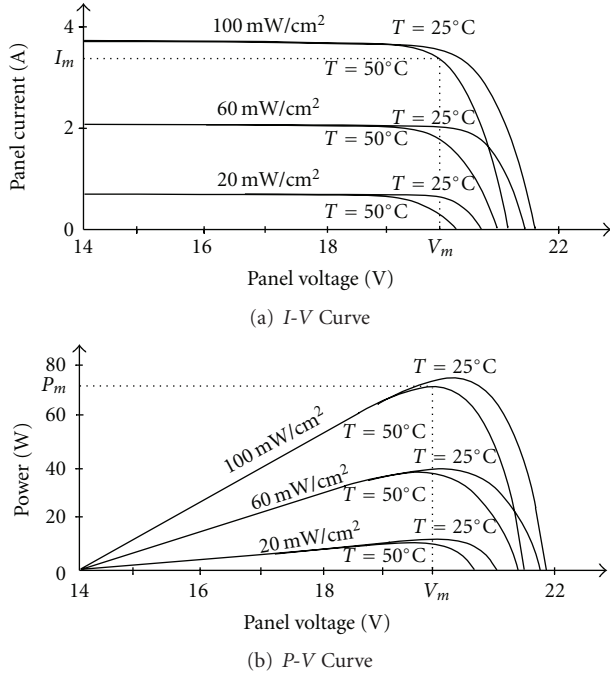 4
100 mW/cm²
T = 25°C
I_m
T = 50°C
60 mW/cm²
T = 25°C
2
T = 50°C
20 mW/cm²
T = 25°C
T = 50°C
0
14
16
18
V_m
22
Panel current (A)
Panel voltage (V)
(a) I-V Curve
80
T = 25°C
P_m
60
100 mW/cm²
T = 50°C
40
60 mW/cm²
T = 25°C
T = 50°C
20
20 mW/cm²
T = 25°C
T = 50°C
0
14
16
18
V_m
22
Power (W)
Panel voltage (V)
(b) P-V Curve